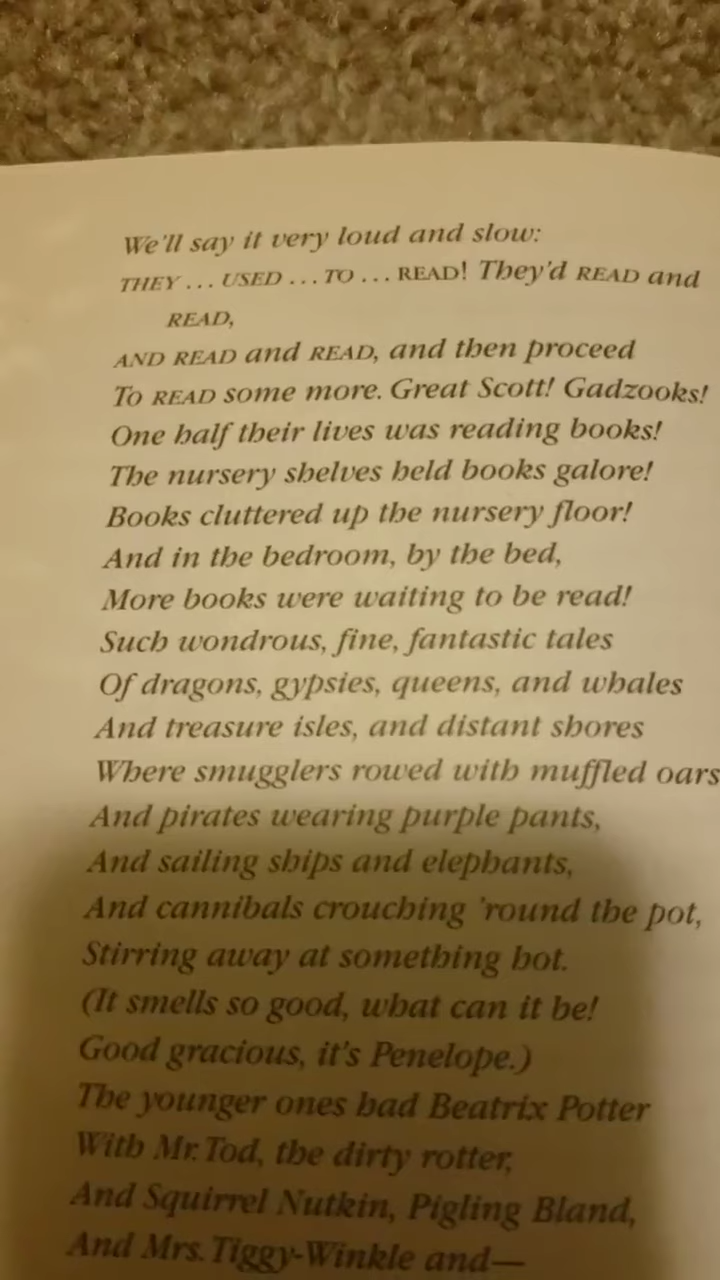 We'll say it very loud and slow:
THEY ... USED ... TO ... READ! They'd READ and
READ,
AND READ and READ, and then proceed
To READ some more. Great Scott! Gadzooks!
One half their lives was reading books!
The nursery shelves held books galore!
Books cluttered up the nursery floor!
And in the bedroom, by the bed,
More books were waiting to be read!
Such wondrous, fine, fantastic tales
Of dragons, gypsies, queens, and whales
And treasure isles, and distant shores
Where smugglers rowed with muffled oars
And pirates wearing purple pants,
And sailing ships and elephants,
And cannibals crouching 'round the pot,
Stirring away at something hot.
(It smells so good, what can it be!
Good gracious, it's Penelope.)
The younger ones had Beatrix Potter
With Mr. Tod, the dirty rotter,
And Squirrel Nutkin, Pigling Bland,
And Mrs. Tiggy-Winkle and—